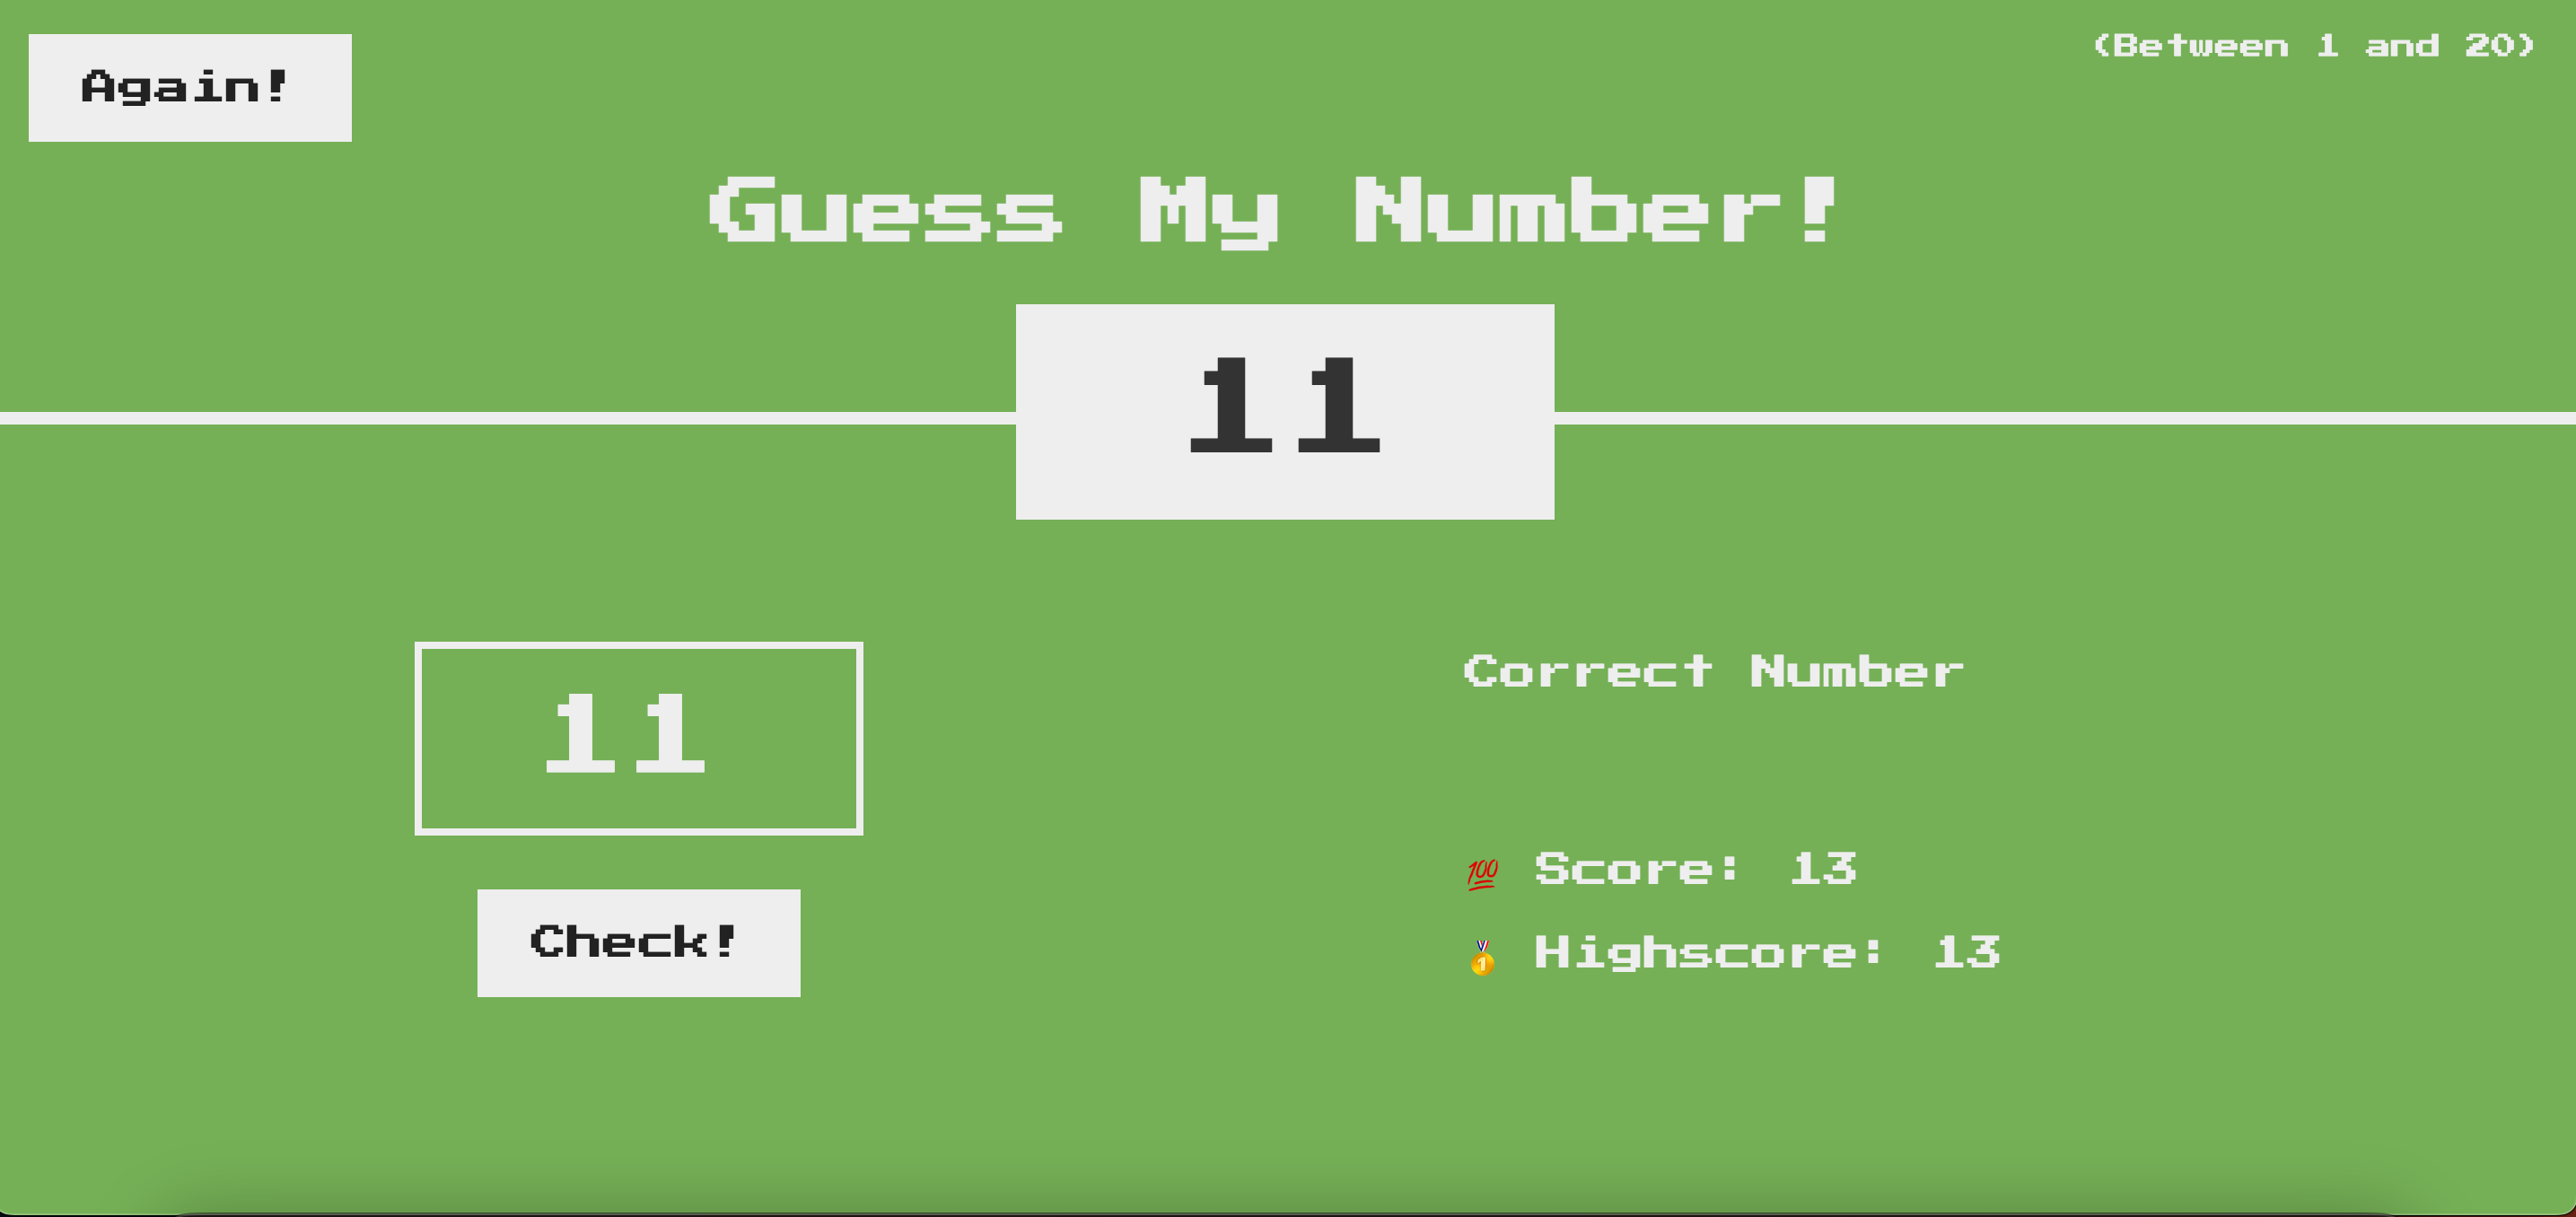 Again!
(Between 1 and 20)
Guess My Number!
11
11
Correct Number
Check!
💯 Score: 13
🥇 Highscore: 13